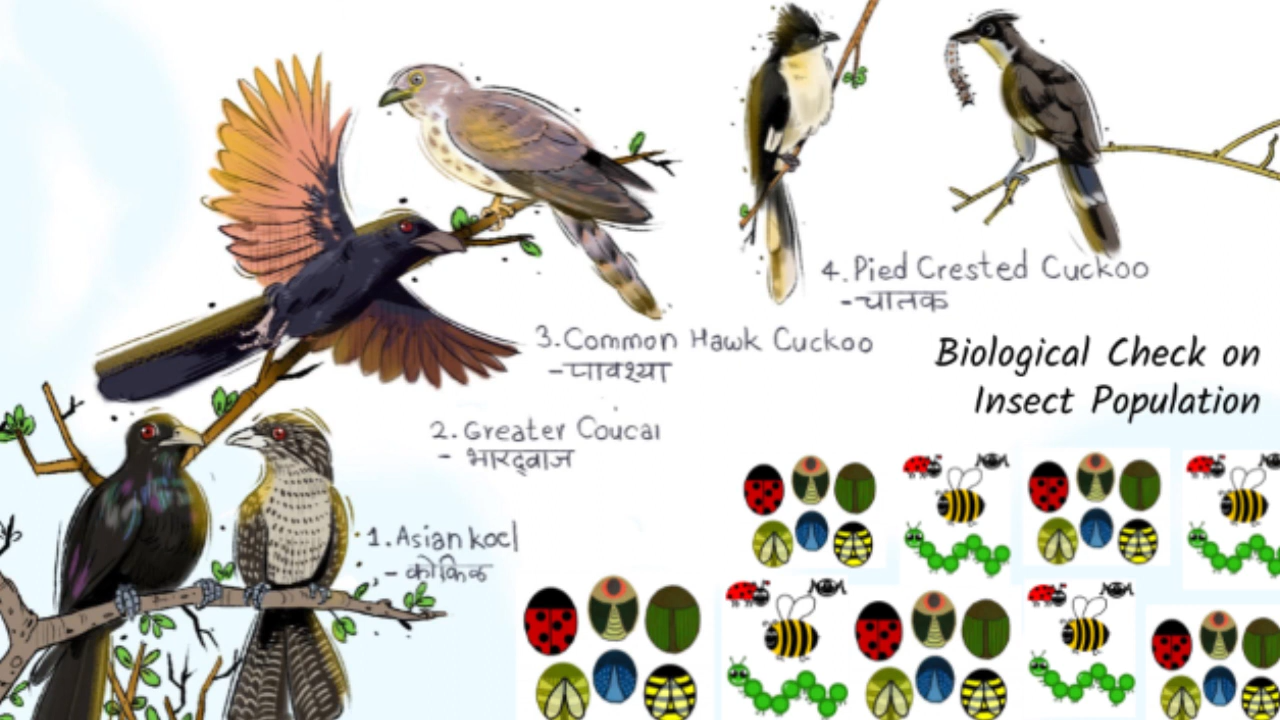 4. Pied Crested Cuckoo
- चातक
3. Common Hawk Cuckoo
- पावश्या
Biological Check on
Insect Population
2. Greater Coucal
- भारद्वाज
1. Asian koel
- कोकिळ